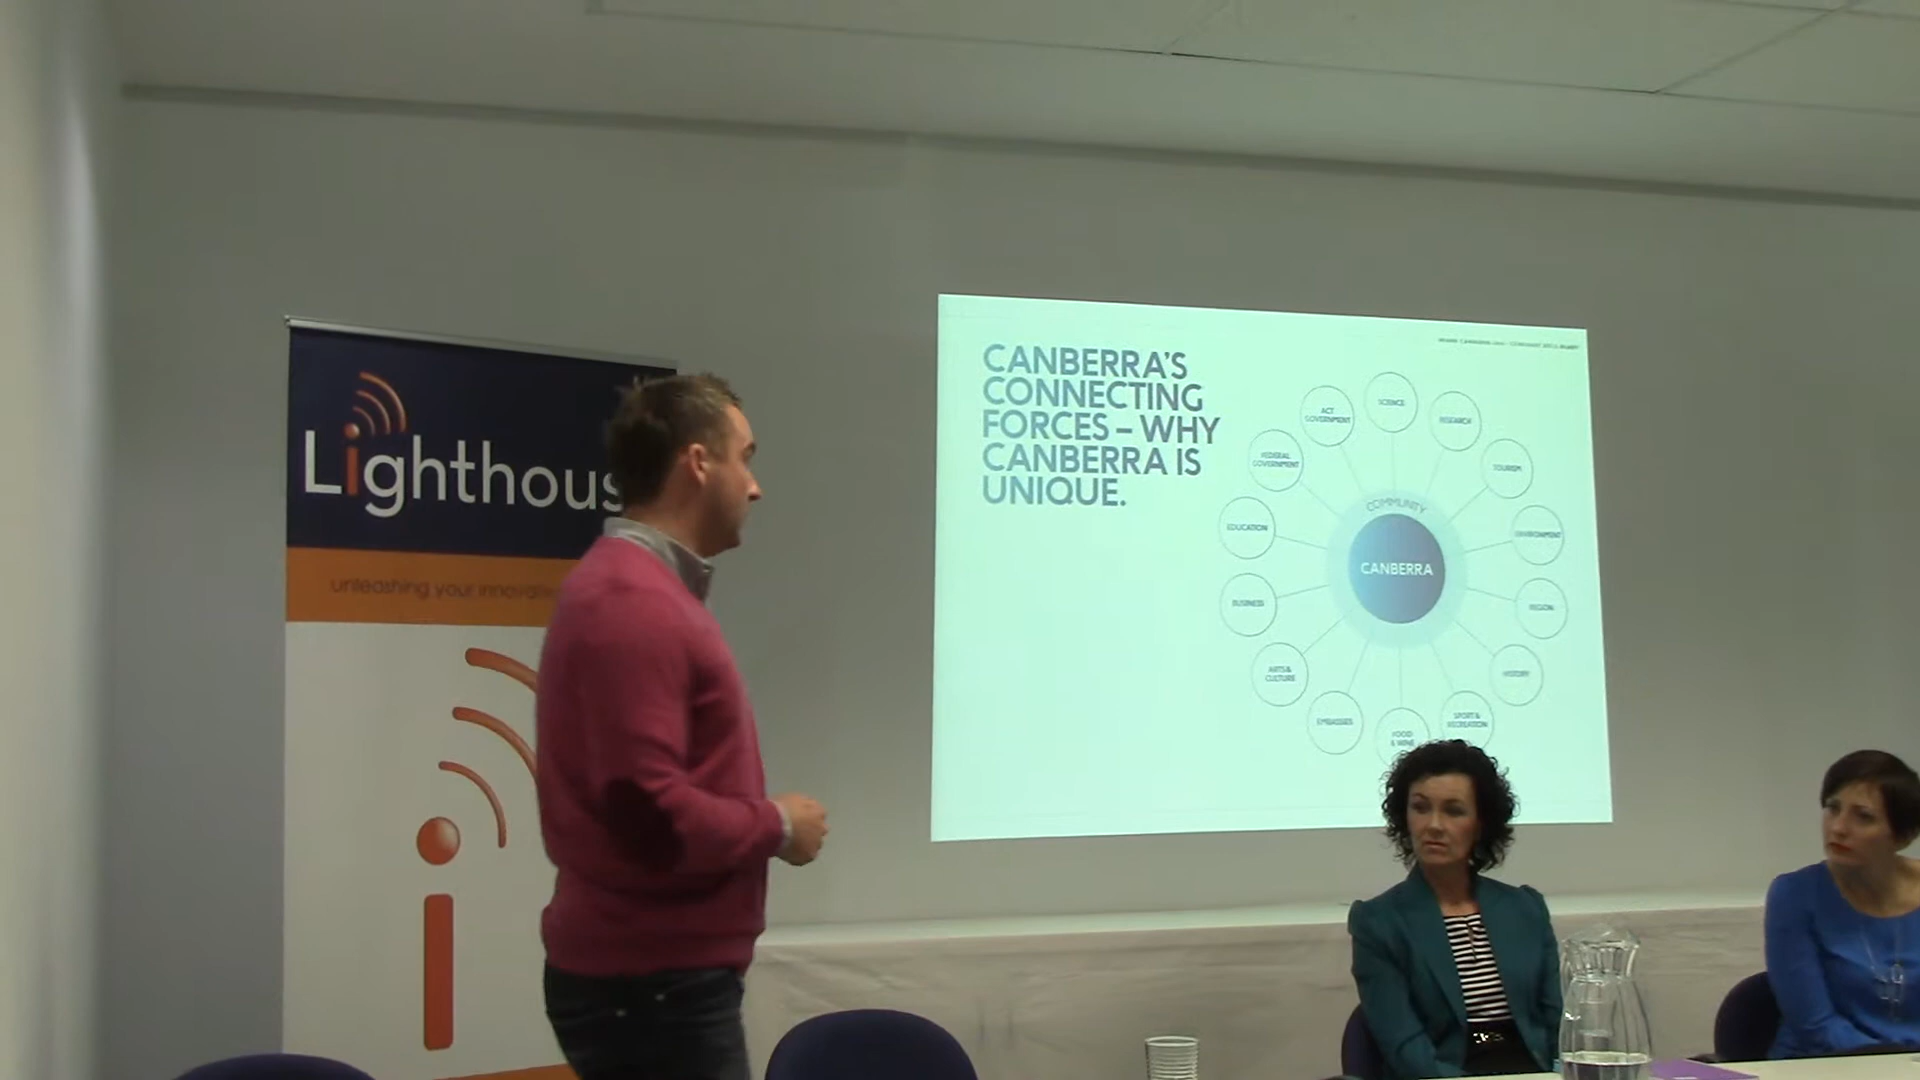 Lighthous
unleashing your innovati
CANBERRA'S
CONNECTING
FORCES – WHY
CANBERRA IS
UNIQUE.
SCIENCE
ACT
GOVERNMENT
RESEARCH
FEDERAL
GOVERNMENT
TOURISM
COMMUNITY
EDUCATION
ENVIRONMENT
CANBERRA
BUSINESS
REGION
ARTS &
CULTURE
HISTORY
EMBASSIES
SPORT &
RECREATION
FOOD
& WINE